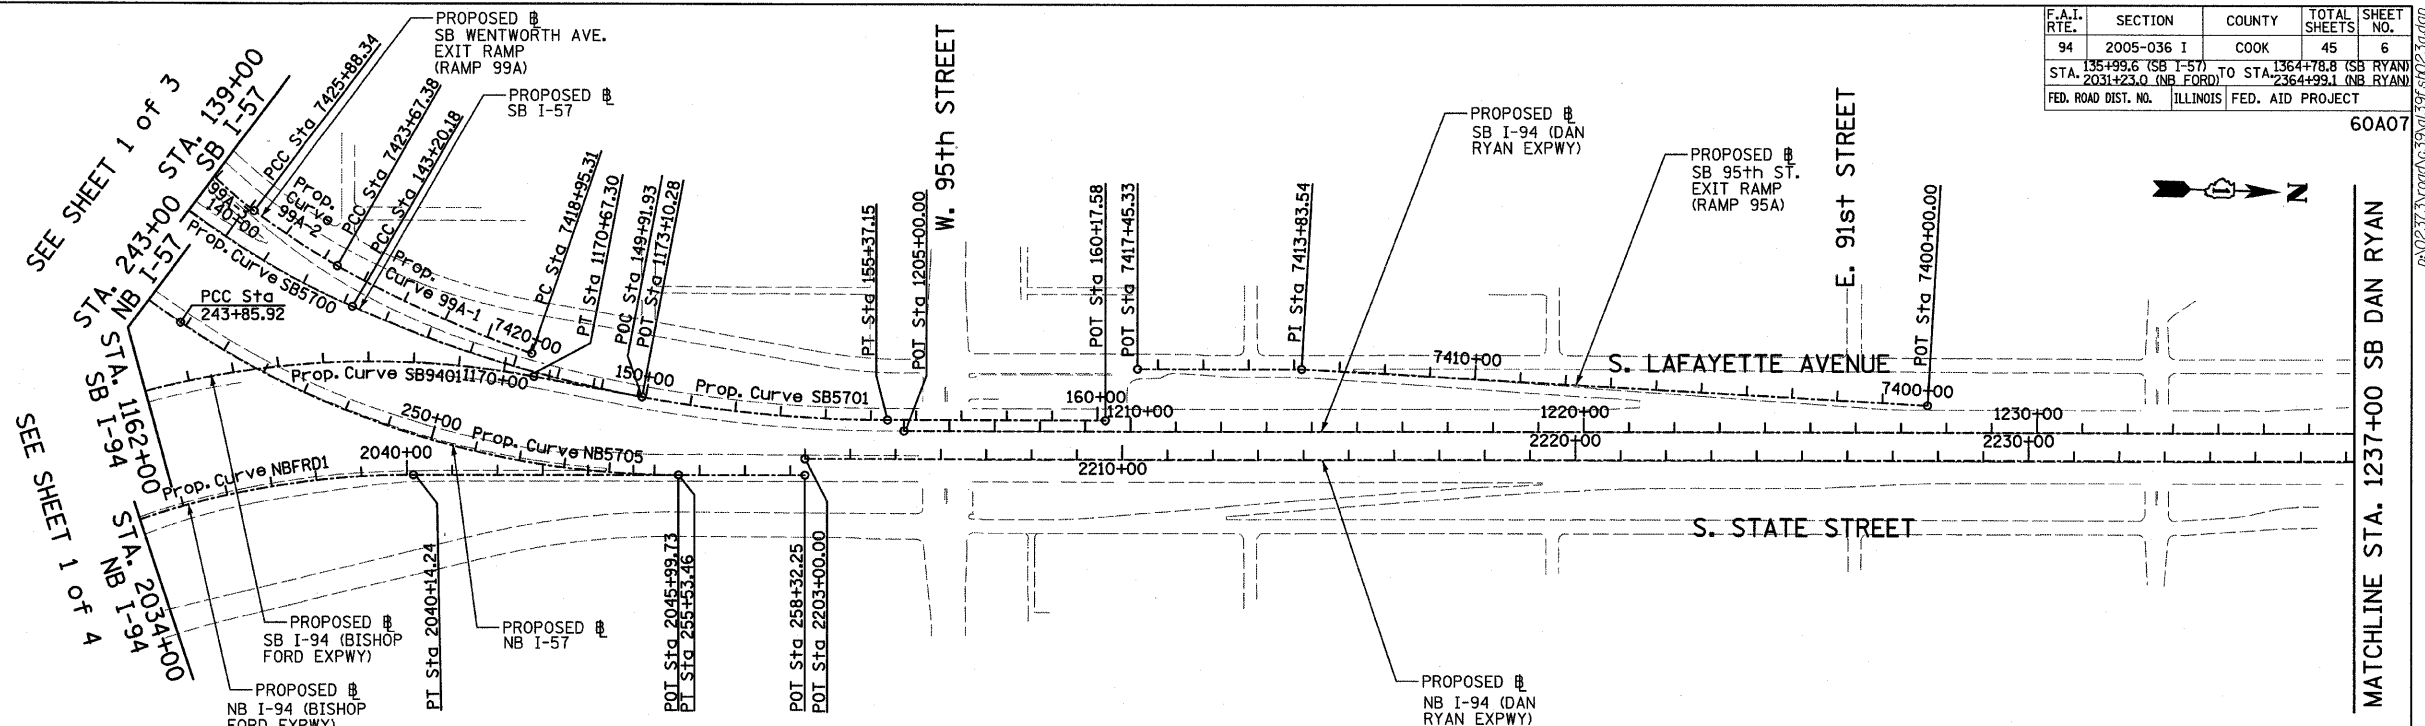 F.A.I. RTE. SECTION COUNTY TOTAL SHEETS SHEET NO.
94 2005-036 I COOK 45 6
STA. 135+99.6 (SB I-57) TO STA. 1364+78.8 (SB RYAN)
2031+23.0 (NB FORD) 2364+99.1 (NB RYAN)
FED. ROAD DIST. NO. ILLINOIS FED. AID PROJECT
60A07
PROPOSED BL
SB WENTWORTH AVE.
EXIT RAMP
(RAMP 99A)
PROPOSED BL
SB I-57
SEE SHEET 1 of 3
STA. 139+00
SB I-57
STA. 243+00
NB I-57
STA. 1162+00
SB I-94
STA. 2034+00
NB I-94
SEE SHEET 1 of 4
PCC Sta 7425+88.34
PCC Sta 7423+67.38
PCC Sta 143+20.18
PC Sta 7418+95.31
PT Sta 1170+67.30
POC Sta 149+91.93
POT Sta 1173+10.28
PT Sta 155+37.15
POT Sta 1205+00.00
W. 95th STREET
POT Sta 160+17.58
POT Sta 7417+45.33
PI Sta 7413+83.54
PROPOSED BL
SB I-94 (DAN
RYAN EXPWY)
PROPOSED BL
SB 95th ST.
EXIT RAMP
(RAMP 95A)
E. 91st STREET
POT Sta 7400+00.00
N
MATCHLINE STA. 1237+00 SB DAN RYAN
99A-3
140+00
Prop.
Curve
99A-2
Prop. Curve SB5700
Prop.
Curve 99A-1
7420+00
PCC Sta
243+85.92
Prop. Curve SB9401
1170+00
150+00
Prop. Curve SB5701
160+00
1210+00
7410+00
S. LAFAYETTE AVENUE
7400+00
1220+00
1230+00
250+00
Prop. Curve NB5705
2040+00
Prop. Curve NBFRD1
2210+00
2220+00
2230+00
S. STATE STREET
PT Sta 2040+14.24
POT Sta 2045+99.73
PT Sta 255+53.46
POT Sta 258+32.25
POT Sta 2203+00.00
PROPOSED BL
SB I-94 (BISHOP
FORD EXPWY)
PROPOSED BL
NB I-57
PROPOSED BL
NB I-94 (BISHOP
FORD EXPWY)
PROPOSED BL
NB I-94 (DAN
RYAN EXPWY)